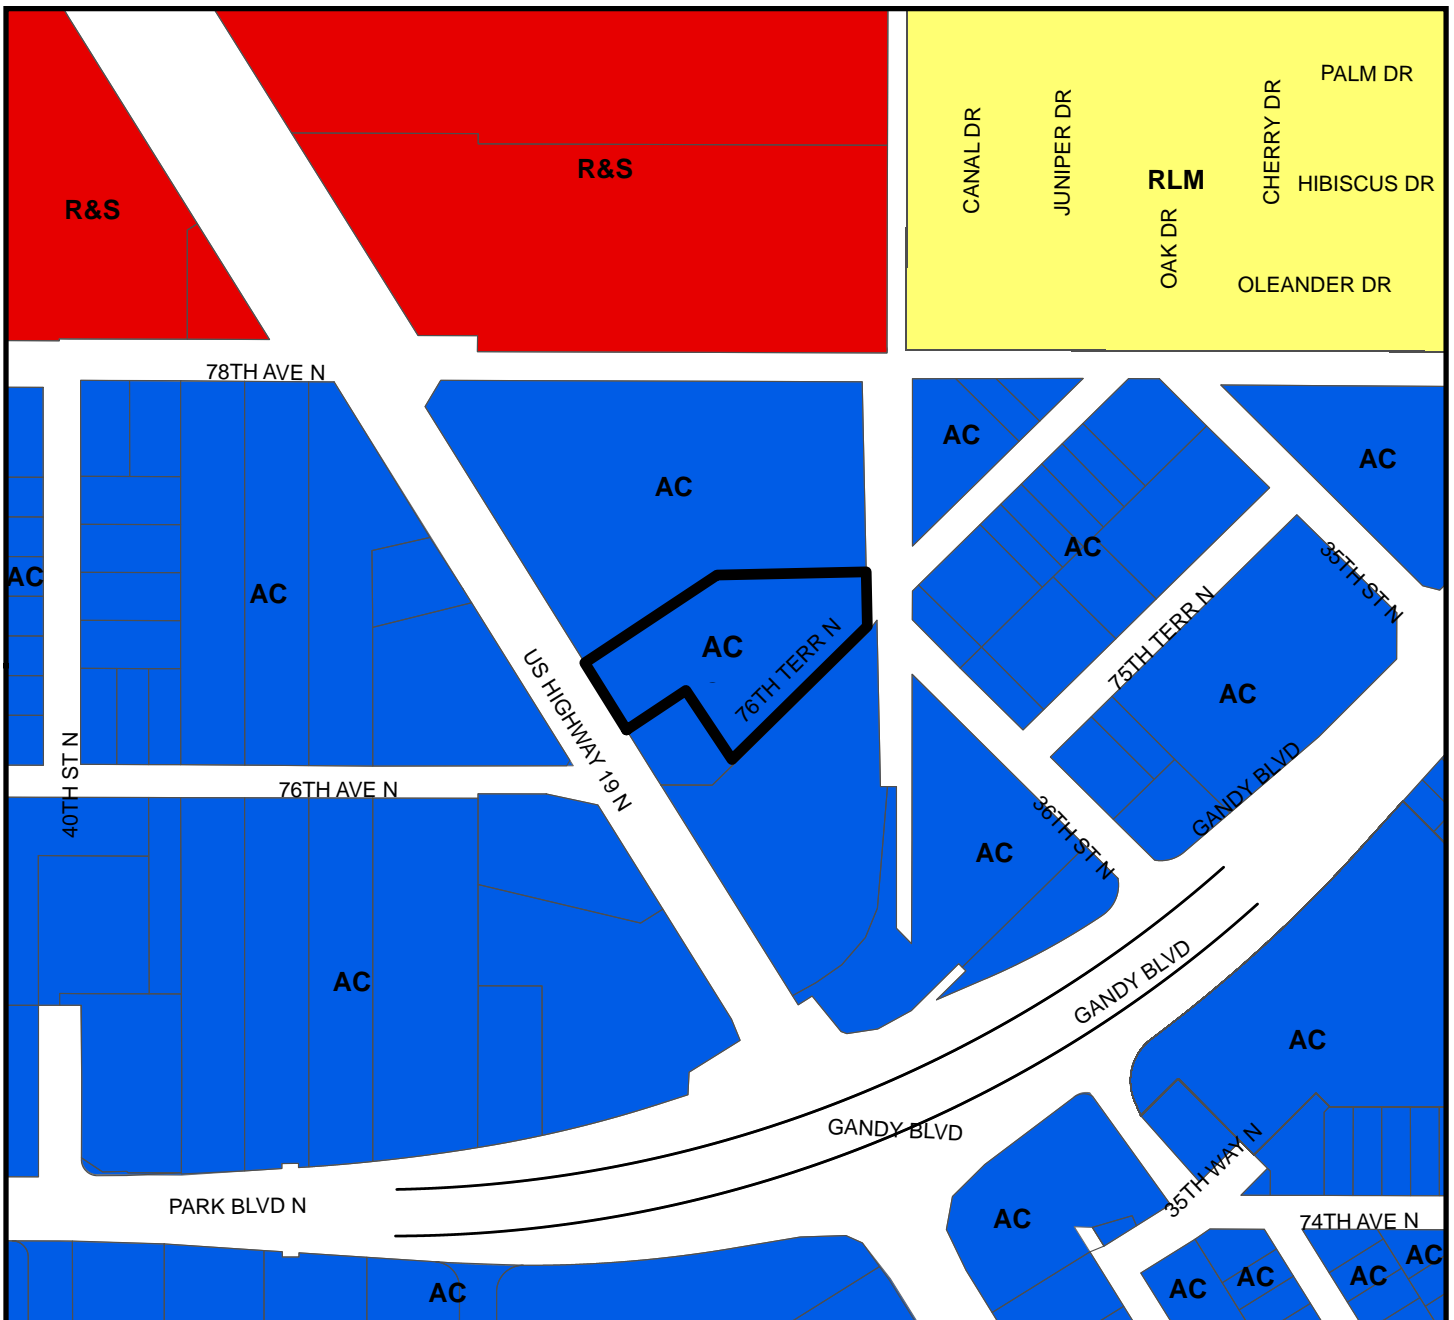 PALM DR
CANAL DR
JUNIPER DR
CHERRY DR
R&S
RLM
HIBISCUS DR
R&S
OAK DR
OLEANDER DR
78TH AVE N
AC
AC
AC
AC
AC
35TH ST N
AC
AC
AC
76TH TERR N
75TH TERR N
AC
US HIGHWAY 19 N
40TH ST N
76TH AVE N
GANDY BLVD
36TH ST N
AC
AC
GANDY BLVD
AC
GANDY BLVD
35TH WAY N
PARK BLVD N
AC
74TH AVE N
AC
AC
AC
AC
AC